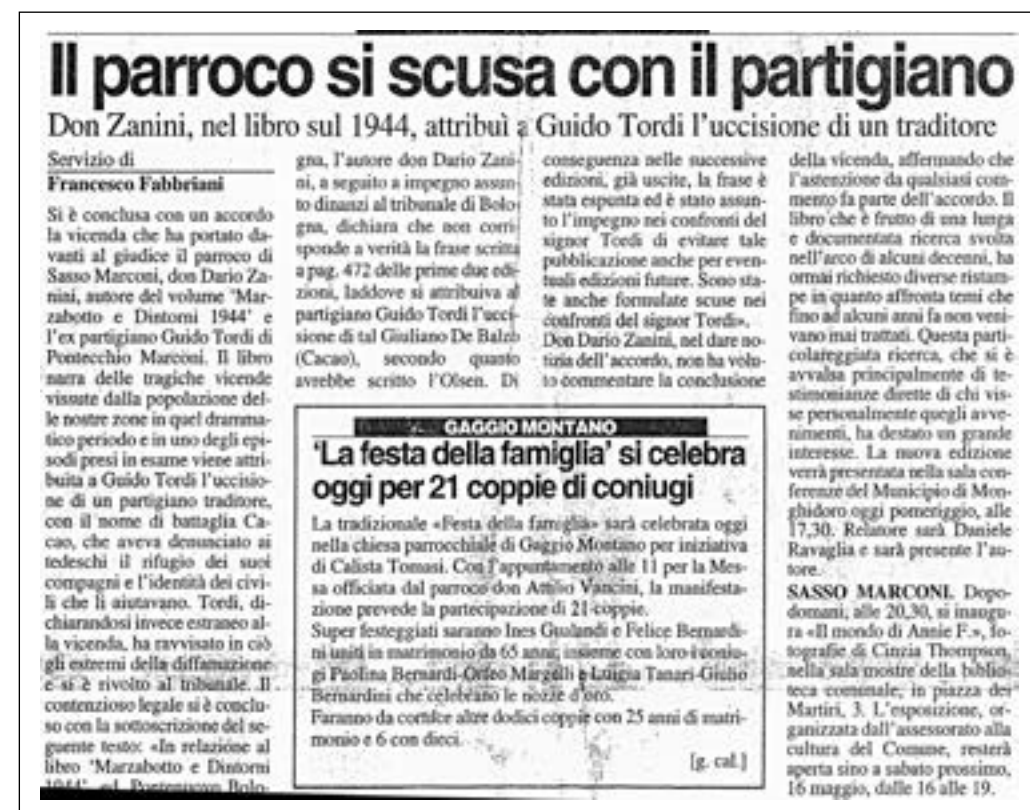 Il parroco si scusa con il partigiano
Don Zanini, nel libro sul 1944, attribuì a Guido Tordi l'uccisione di un traditore
Servizio di
Francesco Fabbriani
Si è conclusa con un accordo
la vicenda che ha portato da-
vanti al giudice il parroco di
Sasso Marconi, don Dario Za-
nini, autore del volume 'Mar-
zabotto e Dintorni 1944' e
l'ex partigiano Guido Tordi di
Pontecchio Marconi. Il libro
narra delle tragiche vicende
vissute dalla popolazione del-
le nostre zone in quel dramma-
tico periodo e in uno degli epi-
sodi presi in esame viene attri-
buita a Guido Tordi l'uccisio-
ne di un partigiano traditore,
con il nome di battaglia Ca-
cao, che aveva denunciato ai
tedeschi il rifugio dei suoi
compagni e l'identità dei civi-
li che li aiutavano. Tordi, di-
chiarandosi invece estraneo al-
la vicenda, ha ravvisato in ciò
gli estremi della diffamazione
e si è rivolto al tribunale. Il
contenzioso legale si è conclu-
so con la sottoscrizione del se-
guente testo: «In relazione al
libro 'Marzabotto e Dintorni
1944', ed. Pontenuovo Bolo-
gna, l'autore don Dario Zani-
ni, a seguito a impegno assun-
to dinanzi al tribunale di Bolo-
gna, dichiara che non corri-
sponde a verità la frase scritta
a pag. 472 delle prime due edi-
zioni, laddove si attribuiva al
partigiano Guido Tordi l'ucci-
sione di tal Giuliano De Balzo
(Cacao), secondo quanto
avrebbe scritto l'Olsen. Di
conseguenza nelle successive
edizioni, già uscite, la frase è
stata espunta ed è stato assun-
to l'impegno nei confronti del
signor Tordi di evitare tale
pubblicazione anche per even-
tuali edizioni future. Sono sta-
te anche formulate scuse nei
confronti del signor Tordi».
Don Dario Zanini, nel dare no-
tizia dell'accordo, non ha volu-
to commentare la conclusione
della vicenda, affermando che
l'astenzione da qualsiasi com-
mento fa parte dell'accordo. Il
libro che è frutto di una lunga
e documentata ricerca svolta
nell'arco di alcuni decenni, ha
ormai richiesto diverse ristam-
pe in quanto affronta temi che
fino ad alcuni anni fa non veni-
vano mai trattati. Questa parti-
colareggiata ricerca, che si è
avvalsa principalmente di te-
stimonianze dirette di chi vis-
se personalmente quegli avve-
nimenti, ha destato un grande
interesse. La nuova edizione
verrà presentata nella sala con-
ferenze del Municipio di Mon-
ghidoro oggi pomeriggio, alle
17,30. Relatore sarà Daniele
Ravaglia e sarà presente l'au-
tore.
SASSO MARCONI. Dopo-
domani, alle 20,30, si inaugu-
ra «Il mondo di Annie F.», fo-
tografie di Cinzia Thompson,
nella sala mostre della biblio-
teca comunale, in piazza dei
Martiri, 3. L'esposizione, or-
ganizzata dall'assessorato alla
cultura del Comune, resterà
aperta sino a sabato prossimo,
16 maggio, dalle 16 alle 19.
GAGGIO MONTANO
'La festa della famiglia' si celebra
oggi per 21 coppie di coniugi
La tradizionale «Festa della famiglia» sarà celebrata oggi
nella chiesa parrocchiale di Gaggio Montano per iniziativa
di Calista Tomasi. Con l'appuntamento alle 11 per la Mes-
sa officiata dal parroco don Attilio Vancini, la manifesta-
zione prevede la partecipazione di 21 coppie.
Super festeggiati saranno Ines Gualandi e Felice Bernardi-
ni uniti in matrimonio da 65 anni; insieme con loro i coniu-
gi Paolina Bernardi-Orfeo Margelli e Luigia Tanari-Giulio
Bernardini che celebrano le nozze d'oro.
Faranno da cornice altre dodici coppie con 25 anni di matri-
monio e 6 con dieci.
[g. cal.]